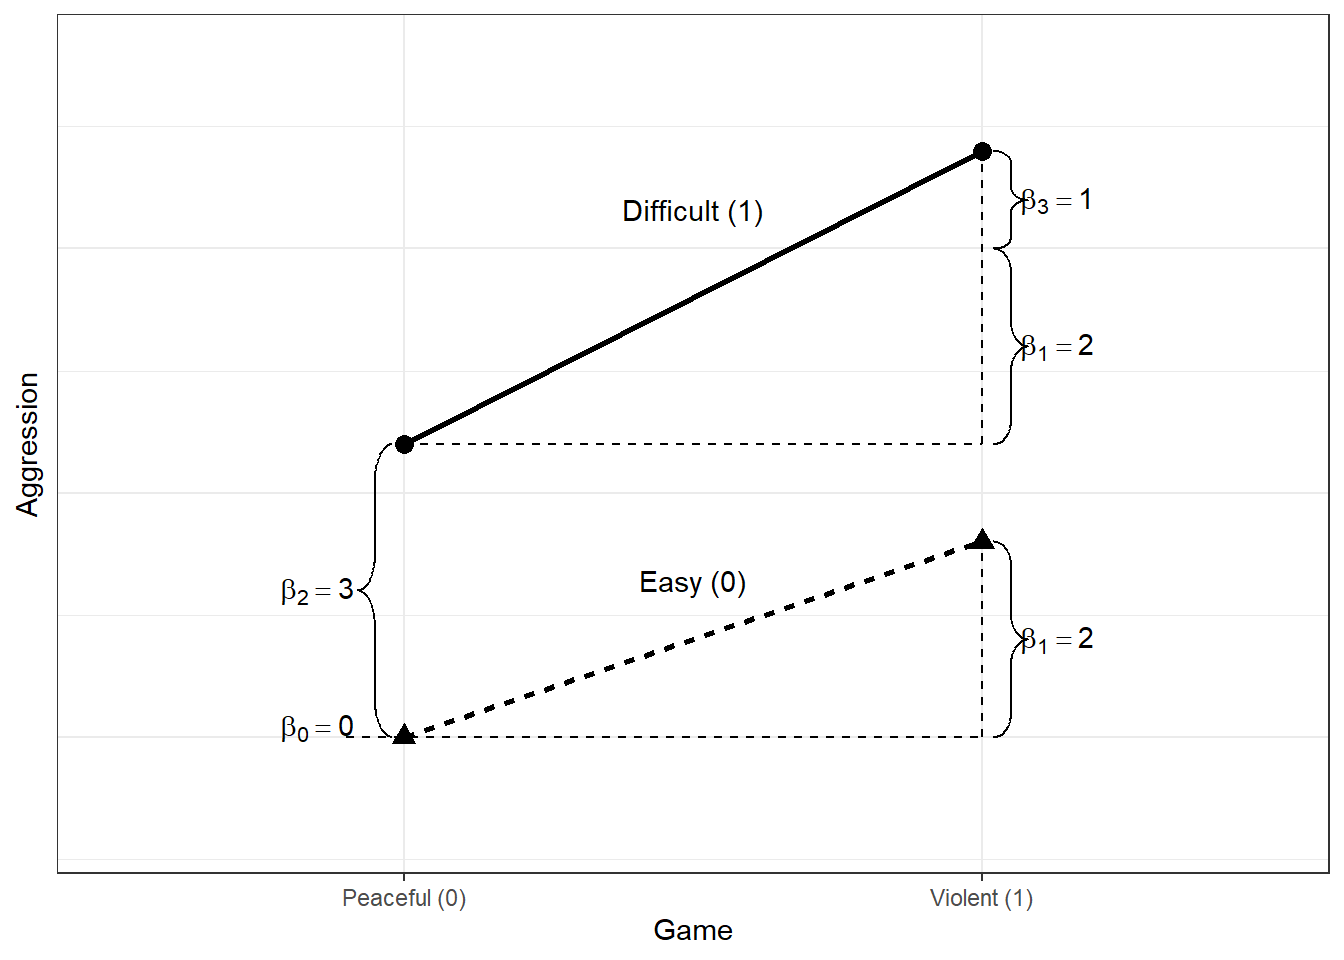 Difficult (1)
β3 = 1
β1 = 2
Aggression
Easy (0)
β2 = 3
β1 = 2
β0 = 0
Peaceful (0)
Violent (1)
Game